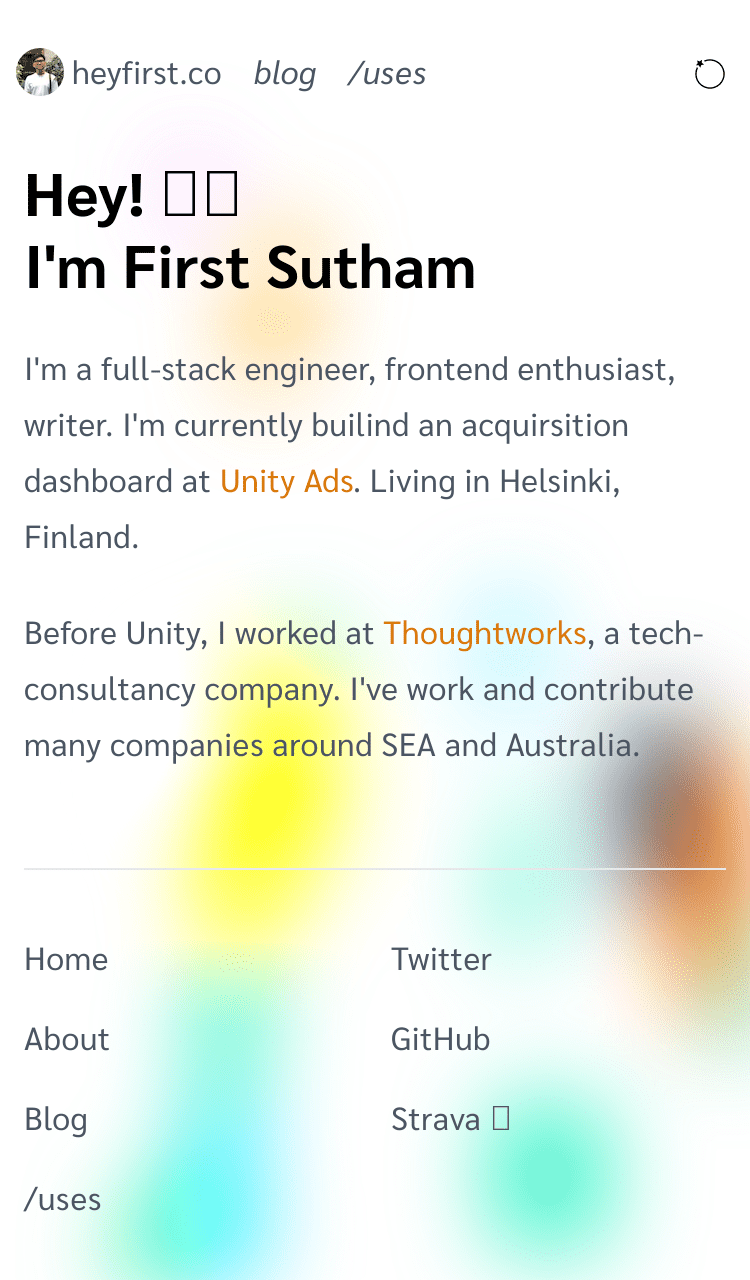 heyfirst.co blog /uses
Hey!
I'm First Sutham
I'm a full-stack engineer, frontend enthusiast,
writer. I'm currently builind an acquirsition
dashboard at Unity Ads. Living in Helsinki,
Finland.
Before Unity, I worked at Thoughtworks, a tech-
consultancy company. I've work and contribute
many companies around SEA and Australia.
Home
Twitter
About
GitHub
Blog
Strava
/uses